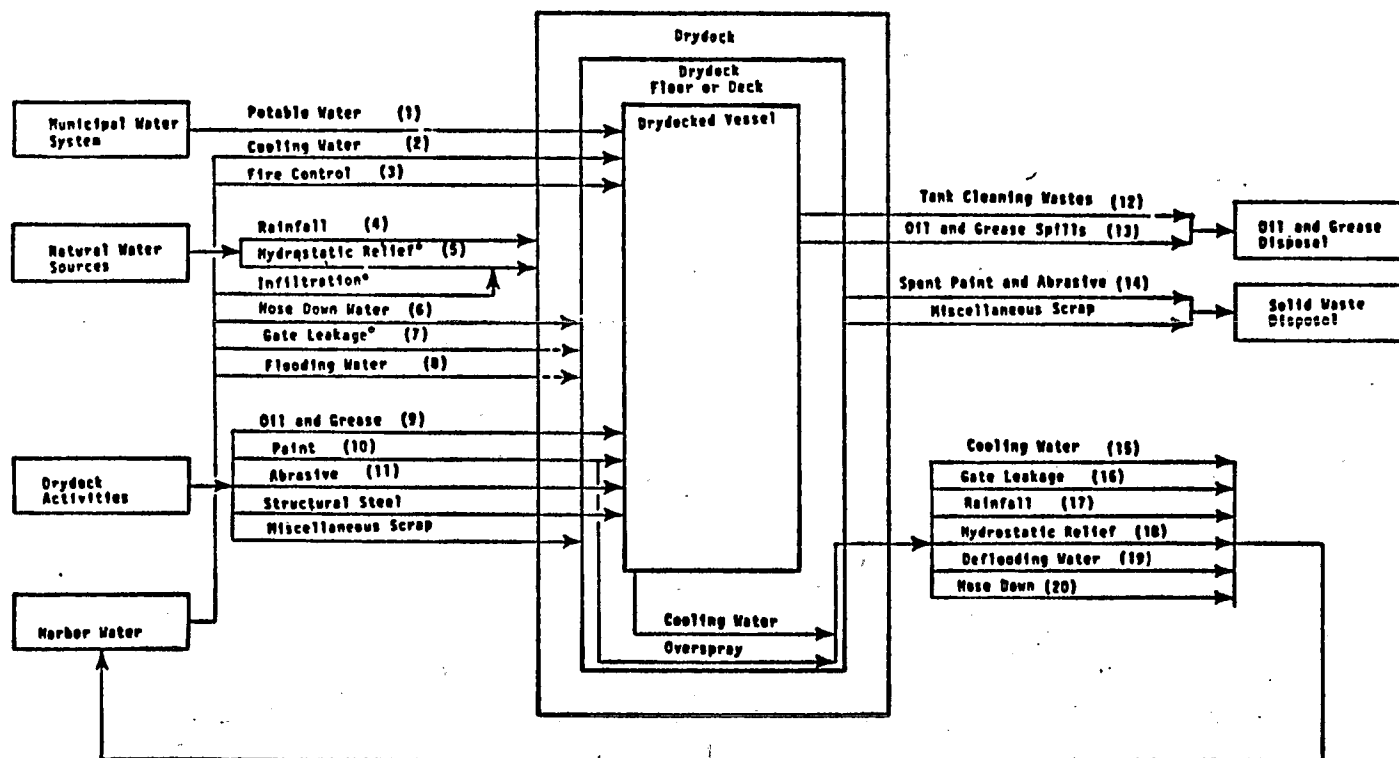 Drydock
Drydock
Floor or Deck
Drydocked Vessel
Municipal Water
System
Potable Water (1)
Cooling Water (2)
Fire Control (3)
Natural Water
Sources
Rainfall (4)
Hydrostatic Relief* (5)
Infiltration*
Hose Down Water (6)
Gate Leakage* (7)
Flooding Water (8)
Drydock
Activities
Oil and Grease (9)
Paint (10)
Abrasive (11)
Structural Steel
Miscellaneous Scrap
Harbor Water
Cooling Water
Overspray
Tank Cleaning Wastes (12)
Oil and Grease Spills (13)
Oil and Grease
Disposal
Spent Paint and Abrasive (14)
Miscellaneous Scrap
Solid Waste
Disposal
Cooling Water (15)
Gate Leakage (16)
Rainfall (17)
Hydrostatic Relief (18)
Deflooding Water (19)
Hose Down (20)